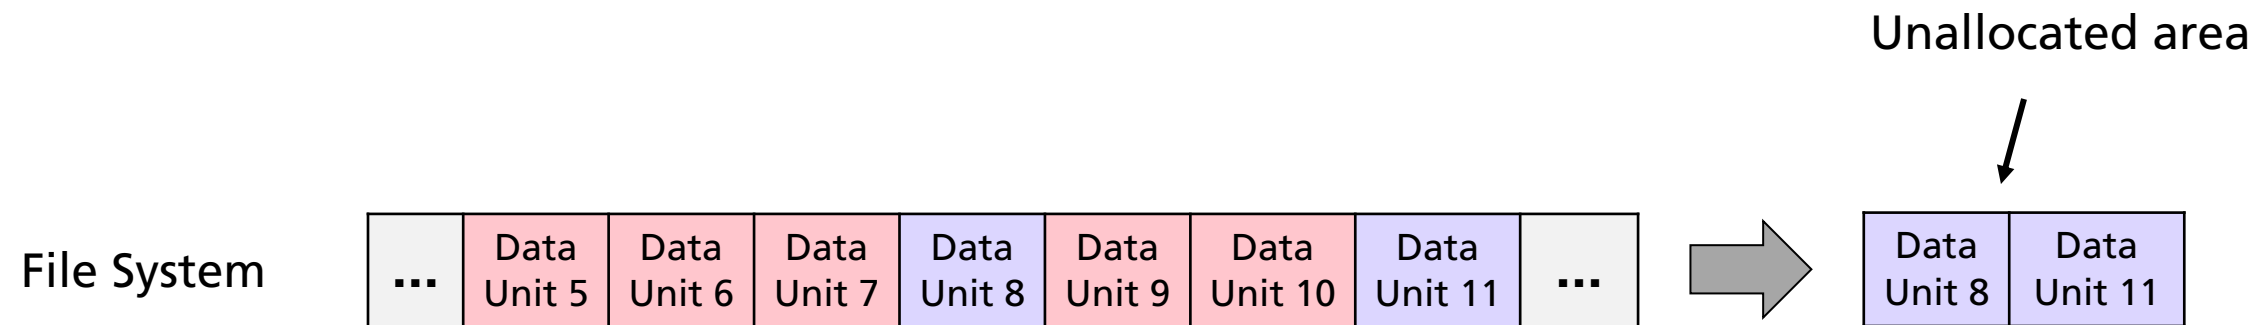 Unallocated area
File System
...
Data
Unit 5
Data
Unit 6
Data
Unit 7
Data
Unit 8
Data
Unit 9
Data
Unit 10
Data
Unit 11
...
Data
Unit 8
Data
Unit 11